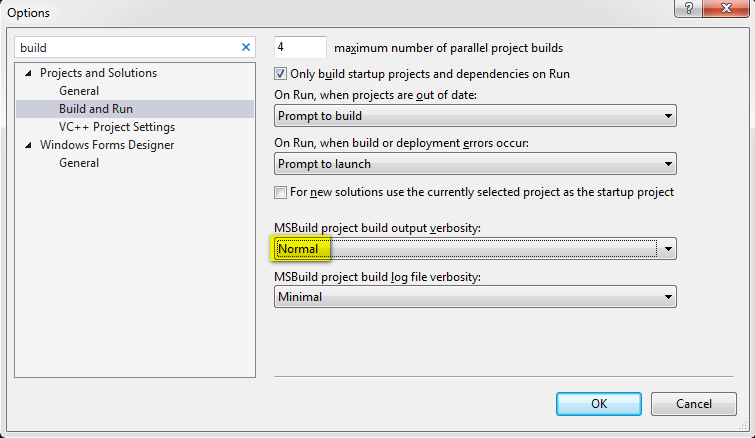 Options
build
Projects and Solutions
General
Build and Run
VC++ Project Settings
Windows Forms Designer
General
4 maximum number of parallel project builds
Only build startup projects and dependencies on Run
On Run, when projects are out of date:
Prompt to build
On Run, when build or deployment errors occur:
Prompt to launch
For new solutions use the currently selected project as the startup project
MSBuild project build output verbosity:
Normal
MSBuild project build log file verbosity:
Minimal
OK Cancel